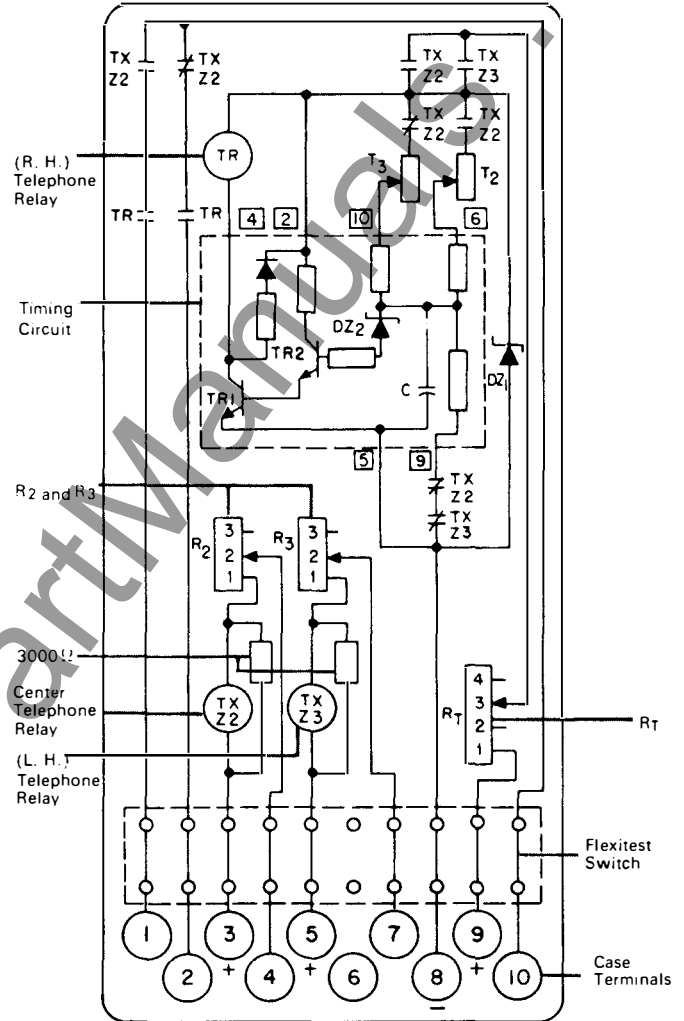 TX
Z2
TX
Z2
TX
Z2
TX
Z3
TX
Z2
TX
Z2
(R. H.)
Telephone
Relay
TR
T3
T2
TR
TR
4
2
10
6
Timing
Circuit
DZ2
TR2
TR1
C
DZ1
5
9
TX
Z2
TX
Z3
R2 and R3
R2
3
2
1
R3
3
2
1
3000 Ω
Center
Telephone
Relay
TX
Z2
TX
Z3
(L. H.)
Telephone
Relay
RT
4
3
2
1
RT
Flexitest
Switch
1
2
3
+
4
5
+
6
7
8
–
9
+
10
Case
Terminals
artManuals.